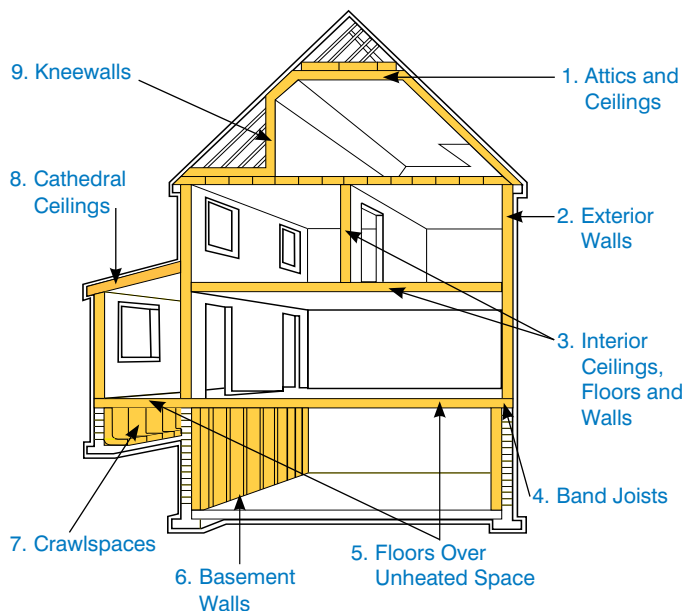 1. Attics and
Ceilings
2. Exterior
Walls
3. Interior
Ceilings,
Floors and
Walls
4. Band Joists
5. Floors Over
Unheated Space
6. Basement
Walls
7. Crawlspaces
8. Cathedral
Ceilings
9. Kneewalls